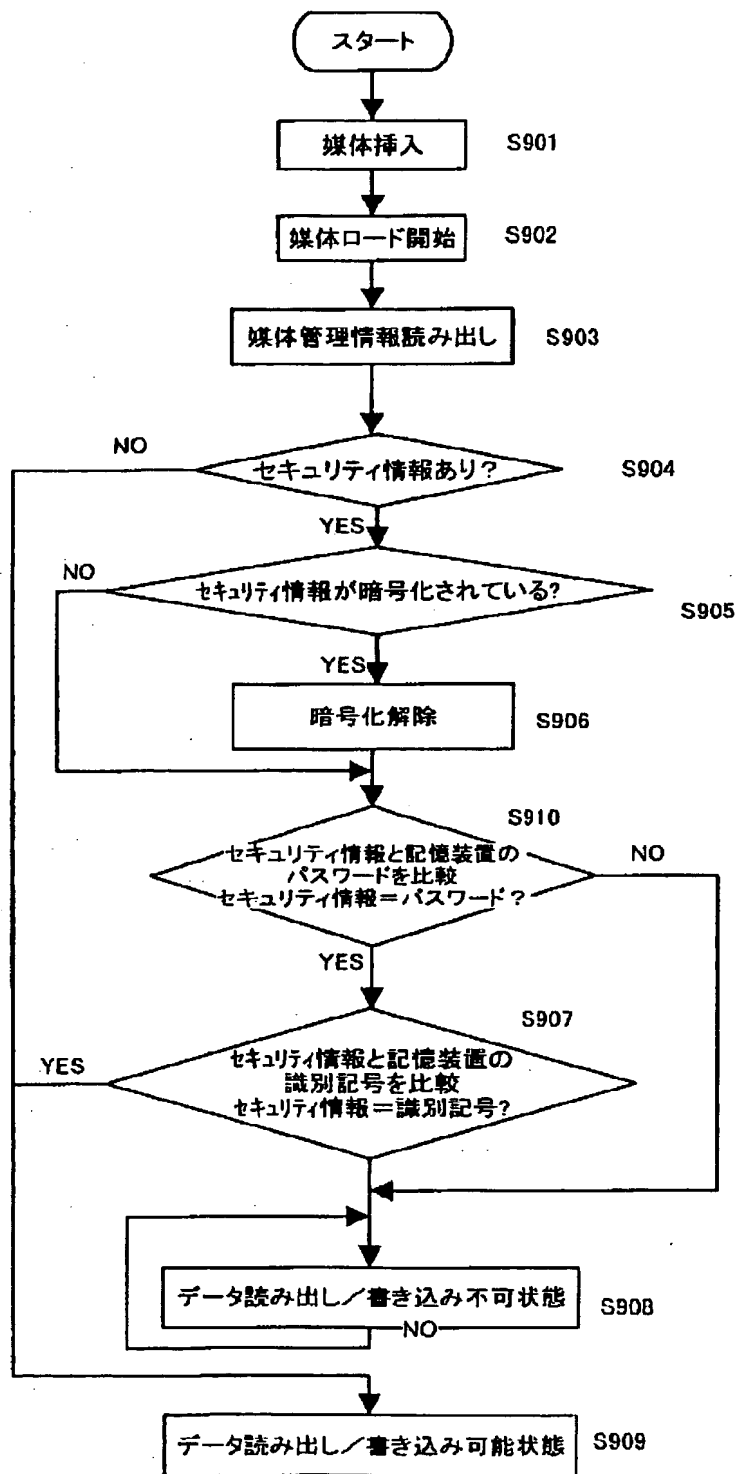 スタート
媒体挿入
S901
媒体ロード開始
S902
媒体管理情報読み出し
S903
NO
セキュリティ情報あり?
S904
YES
NO
セキュリティ情報が暗号化されている?
S905
YES
暗号化解除
S906
S910
セキュリティ情報と記憶装置の
パスワードを比較
セキュリティ情報=パスワード?
NO
YES
S907
YES
セキュリティ情報と記憶装置の
識別記号を比較
セキュリティ情報=識別記号?
データ読み出し/書き込み不可状態
S908
NO
データ読み出し/書き込み可能状態
S909